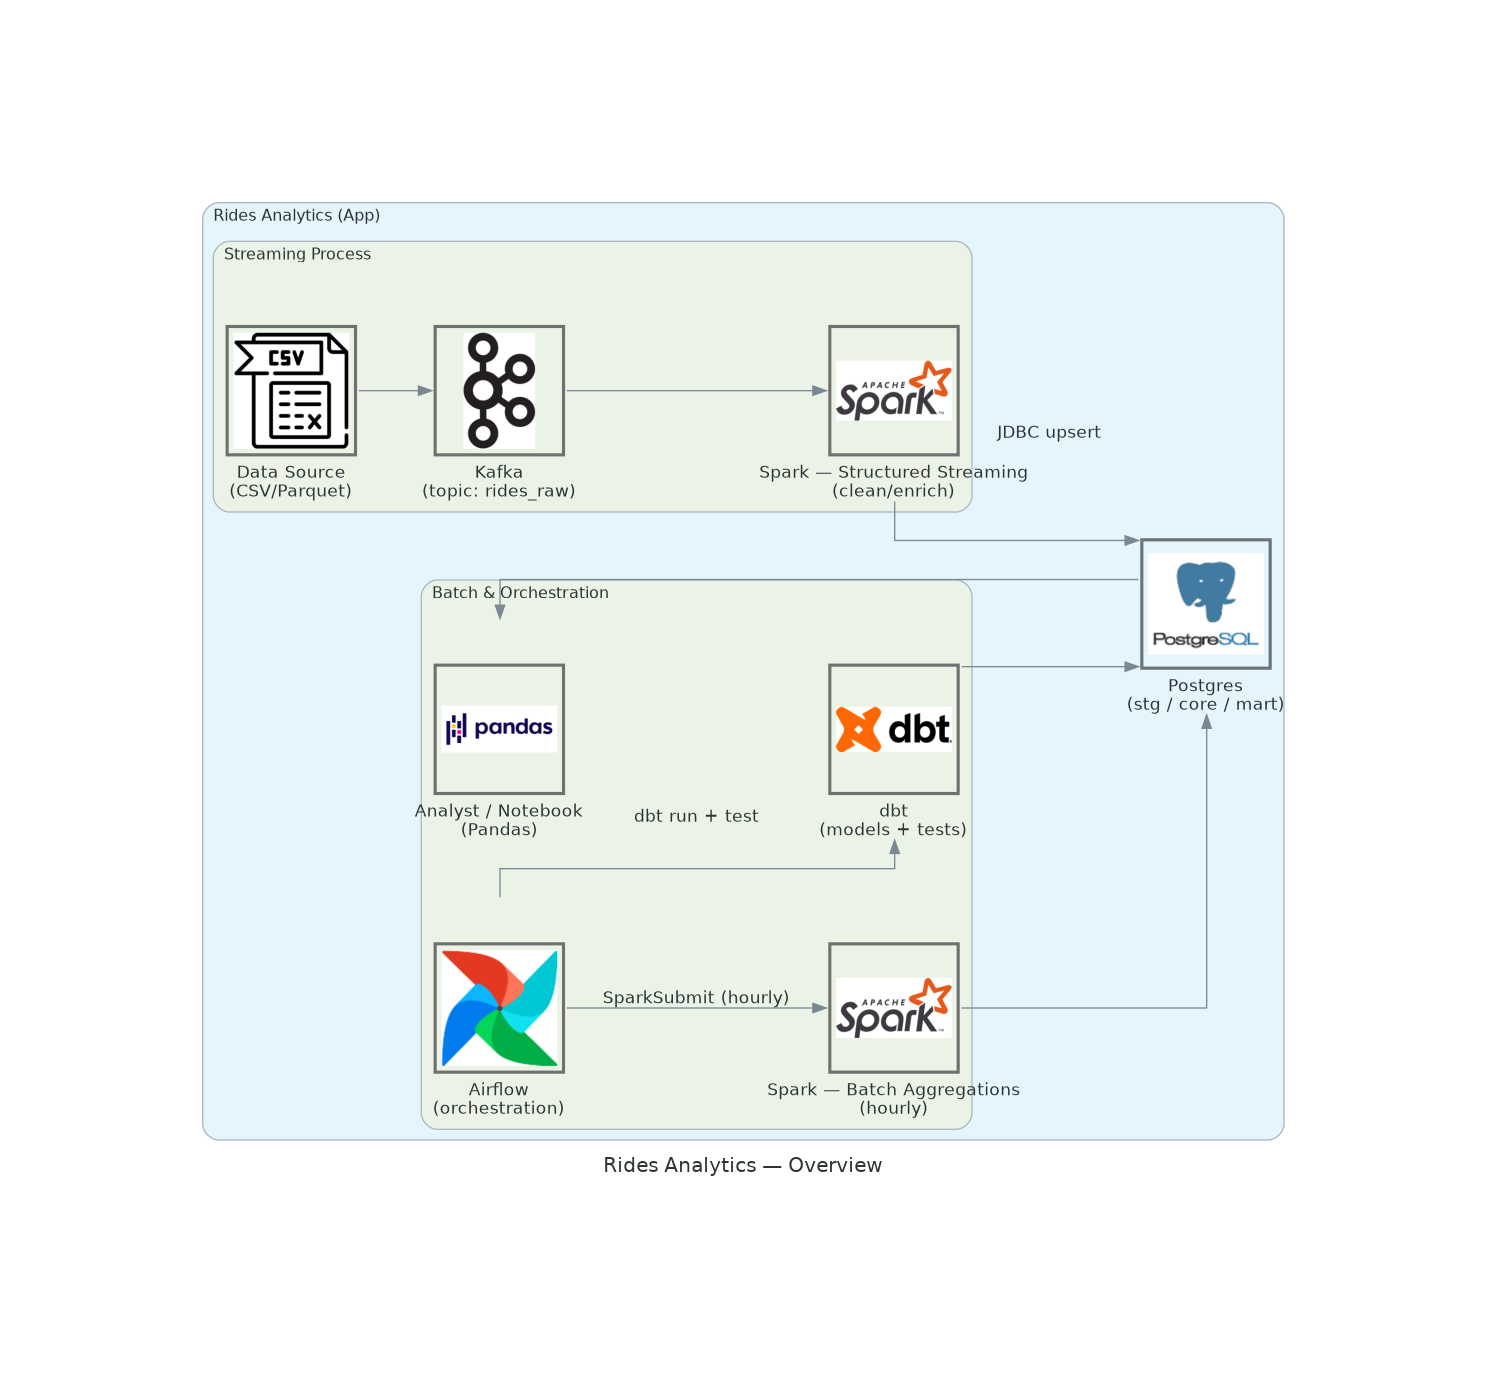 Rides Analytics (App)
Streaming Process
CSV
APACHE
Spark™
JDBC upsert
Data Source
(CSV/Parquet)
Kafka
(topic: rides_raw)
Spark — Structured Streaming
(clean/enrich)
PostgreSQL
Postgres
(stg / core / mart)
Batch & Orchestration
pandas
dbt
Analyst / Notebook
(Pandas)
dbt run + test
dbt
(models + tests)
SparkSubmit (hourly)
APACHE
Spark™
Airflow
(orchestration)
Spark — Batch Aggregations
(hourly)
Rides Analytics — Overview